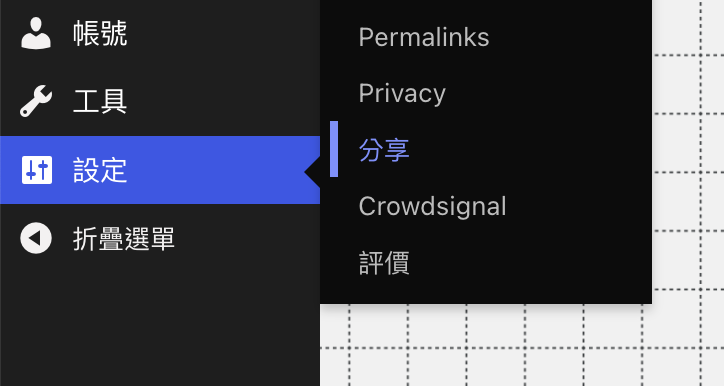 帳號
工具
設定
折疊選單
Permalinks
Privacy
分享
Crowdsignal
評價